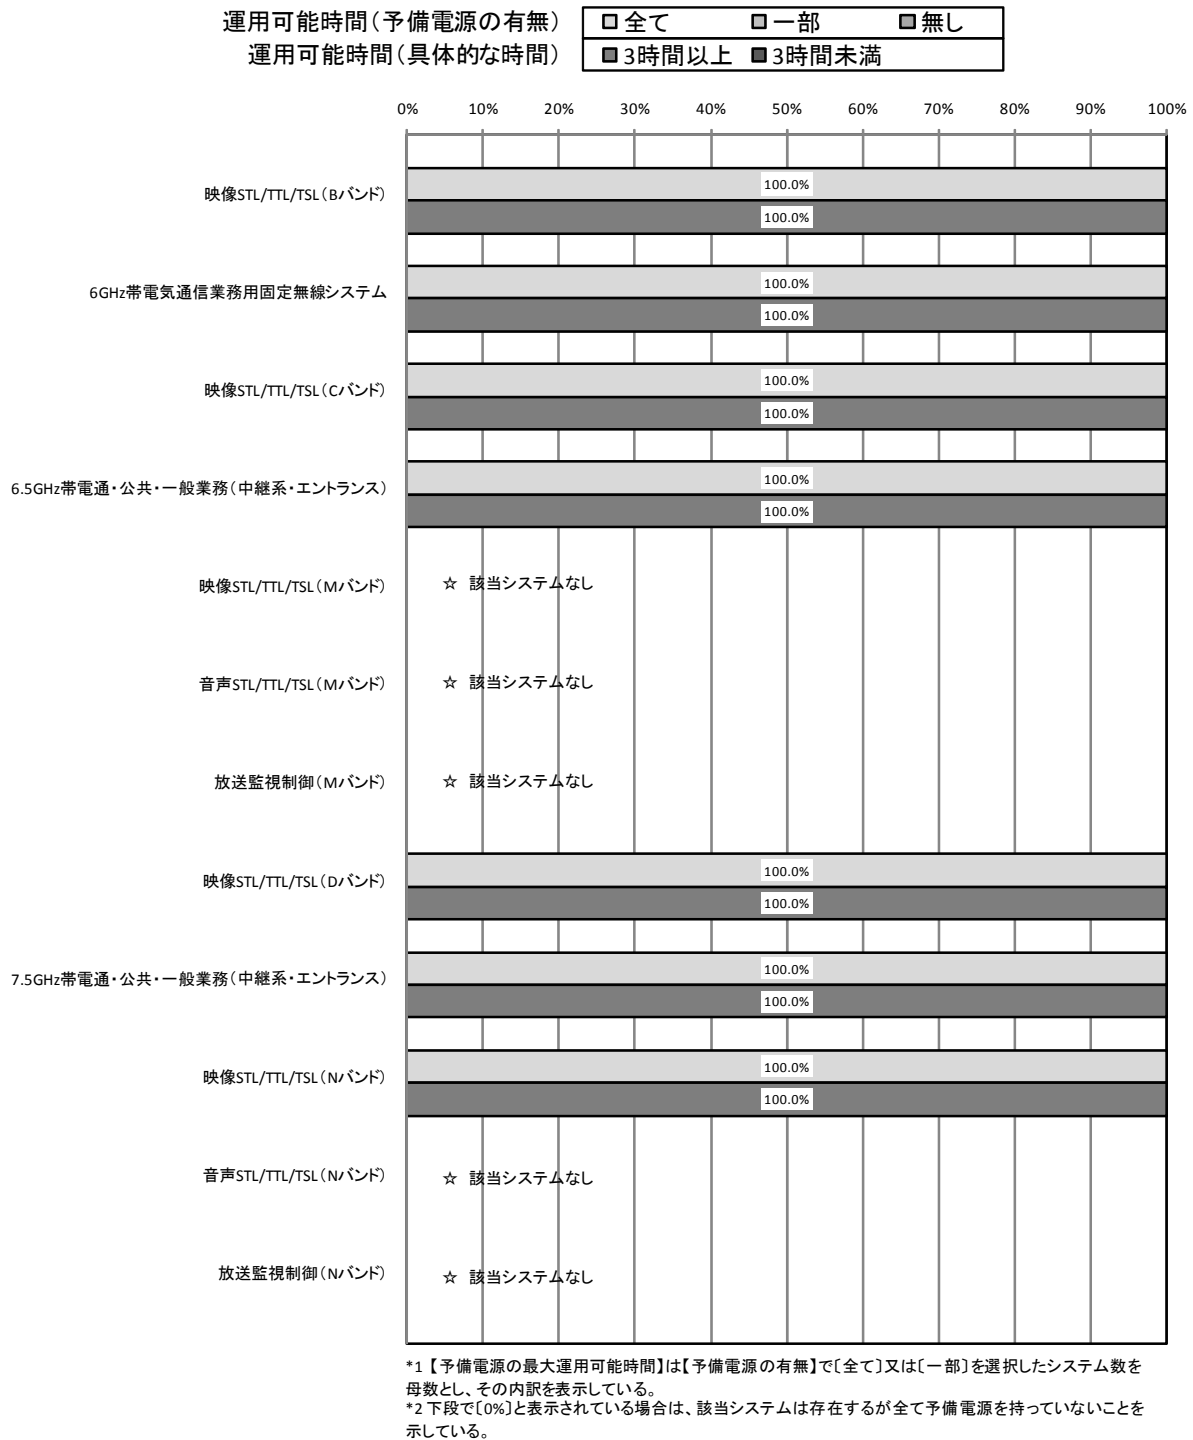 運用可能時間（予備電源の有無） □全て □一部 □無し
運用可能時間（具体的な時間） ■3時間以上 ■3時間未満
0% 10% 20% 30% 40% 50% 60% 70% 80% 90% 100%
映像STL/TTL/TSL（Bバンド）
100.0%
100.0%
6GHz帯電気通信業務用固定無線システム
100.0%
100.0%
映像STL/TTL/TSL（Cバンド）
100.0%
100.0%
6.5GHz帯電通・公共・一般業務（中継系・エントランス）
100.0%
100.0%
映像STL/TTL/TSL（Mバンド） ☆ 該当システムなし
音声STL/TTL/TSL（Mバンド） ☆ 該当システムなし
放送監視制御（Mバンド） ☆ 該当システムなし
映像STL/TTL/TSL（Dバンド）
100.0%
100.0%
7.5GHz帯電通・公共・一般業務（中継系・エントランス）
100.0%
100.0%
映像STL/TTL/TSL（Nバンド）
100.0%
100.0%
音声STL/TTL/TSL（Nバンド） ☆ 該当システムなし
放送監視制御（Nバンド） ☆ 該当システムなし
*1 【予備電源の最大運用可能時間】は【予備電源の有無】で〔全て〕又は〔一部〕を選択したシステム数を
母数とし、その内訳を表示している。
*2 下段で〔0%〕と表示されている場合は、該当システムは存在するが全て予備電源を持っていないことを
示している。